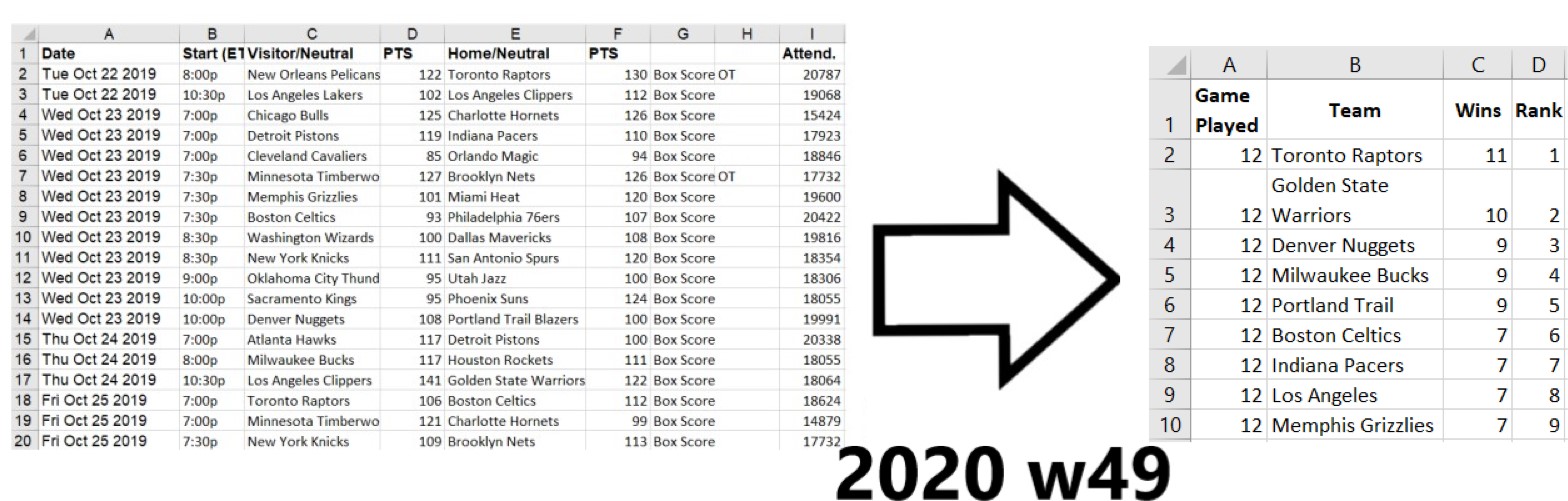 A B C D E F G H I
1 Date Start (ET Visitor/Neutral PTS Home/Neutral PTS Attend.
2 Tue Oct 22 2019 8:00p New Orleans Pelicans 122 Toronto Raptors 130 Box Score OT 20787
3 Tue Oct 22 2019 10:30p Los Angeles Lakers 102 Los Angeles Clippers 112 Box Score 19068
4 Wed Oct 23 2019 7:00p Chicago Bulls 125 Charlotte Hornets 126 Box Score 15424
5 Wed Oct 23 2019 7:00p Detroit Pistons 119 Indiana Pacers 110 Box Score 17923
6 Wed Oct 23 2019 7:00p Cleveland Cavaliers 85 Orlando Magic 94 Box Score 18846
7 Wed Oct 23 2019 7:30p Minnesota Timberwo 127 Brooklyn Nets 126 Box Score OT 17732
8 Wed Oct 23 2019 7:30p Memphis Grizzlies 101 Miami Heat 120 Box Score 19600
9 Wed Oct 23 2019 7:30p Boston Celtics 93 Philadelphia 76ers 107 Box Score 20422
10 Wed Oct 23 2019 8:30p Washington Wizards 100 Dallas Mavericks 108 Box Score 19816
11 Wed Oct 23 2019 8:30p New York Knicks 111 San Antonio Spurs 120 Box Score 18354
12 Wed Oct 23 2019 9:00p Oklahoma City Thund 95 Utah Jazz 100 Box Score 18306
13 Wed Oct 23 2019 10:00p Sacramento Kings 95 Phoenix Suns 124 Box Score 18055
14 Wed Oct 23 2019 10:00p Denver Nuggets 108 Portland Trail Blazers 100 Box Score 19991
15 Thu Oct 24 2019 7:00p Atlanta Hawks 117 Detroit Pistons 100 Box Score 20338
16 Thu Oct 24 2019 8:00p Milwaukee Bucks 117 Houston Rockets 111 Box Score 18055
17 Thu Oct 24 2019 10:30p Los Angeles Clippers 141 Golden State Warriors 122 Box Score 18064
18 Fri Oct 25 2019 7:00p Toronto Raptors 106 Boston Celtics 112 Box Score 18624
19 Fri Oct 25 2019 7:00p Minnesota Timberwo 121 Charlotte Hornets 99 Box Score 14879
20 Fri Oct 25 2019 7:30p New York Knicks 109 Brooklyn Nets 113 Box Score 17732
A B C D
Game
1 Played Team Wins Rank
2 12 Toronto Raptors 11 1
Golden State
3 12 Warriors 10 2
4 12 Denver Nuggets 9 3
5 12 Milwaukee Bucks 9 4
6 12 Portland Trail 9 5
7 12 Boston Celtics 7 6
8 12 Indiana Pacers 7 7
9 12 Los Angeles 7 8
10 12 Memphis Grizzlies 7 9
2020 w49